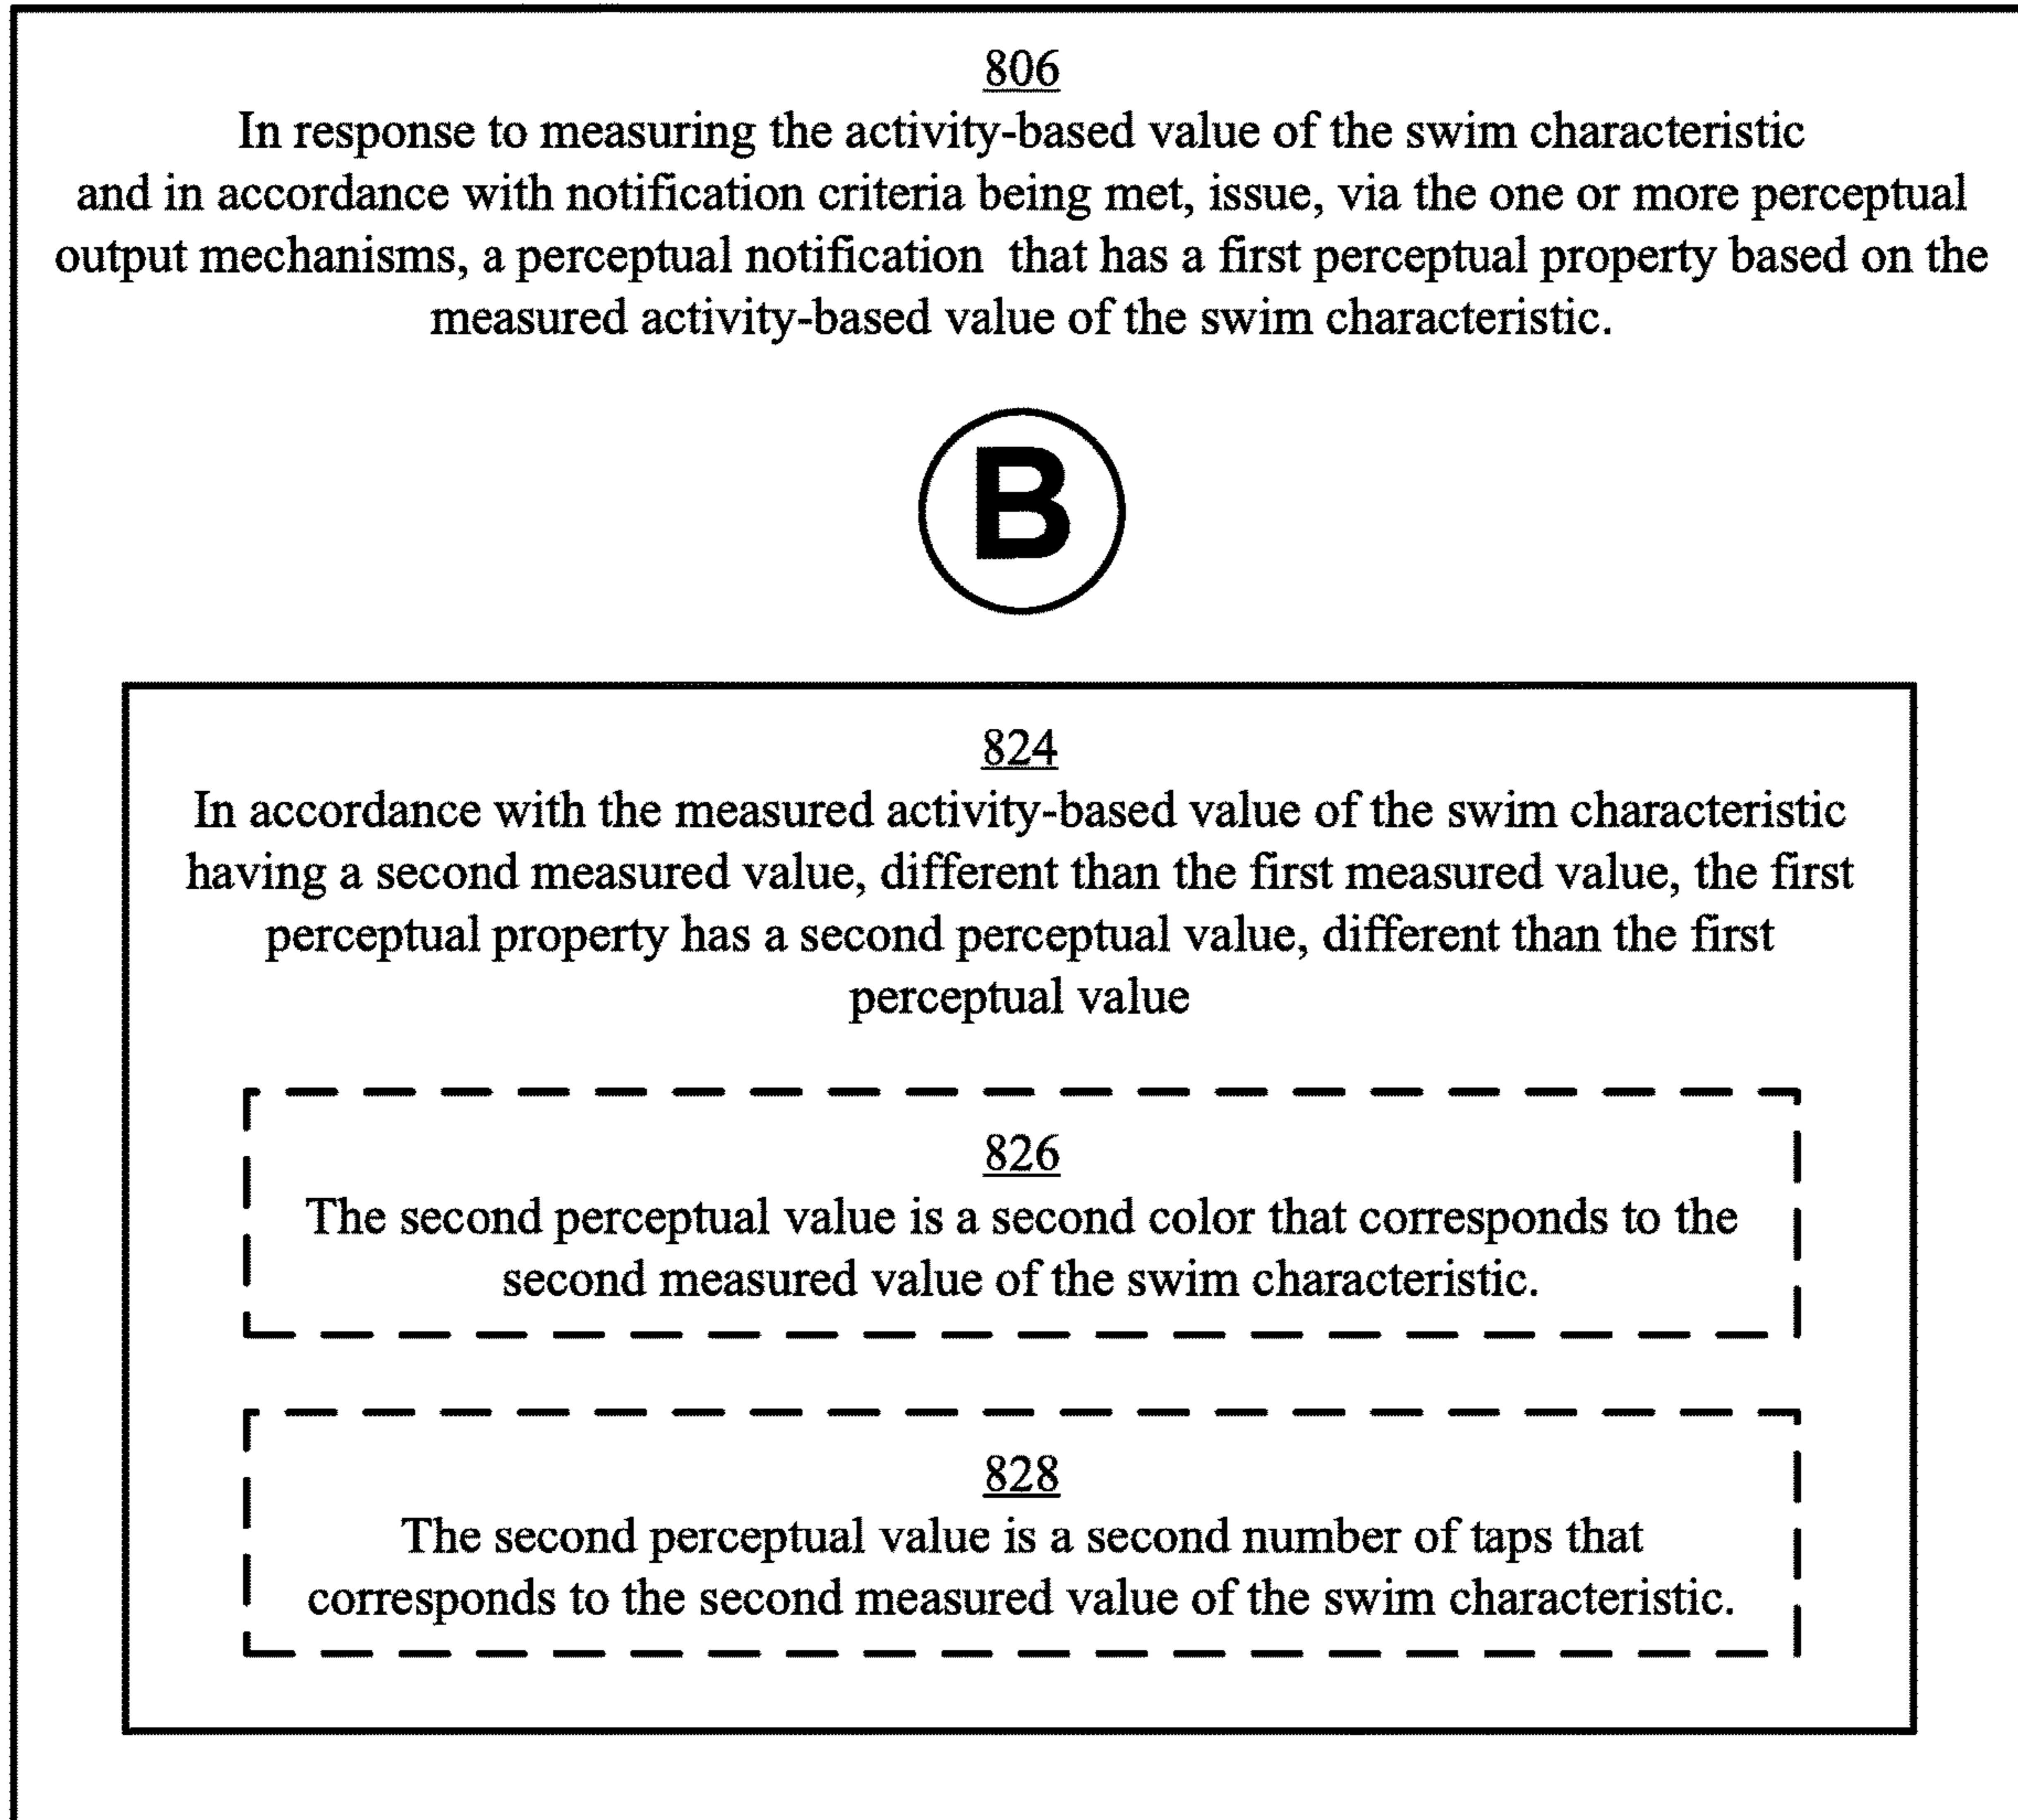 806
In response to measuring the activity-based value of the swim characteristic
and in accordance with notification criteria being met, issue, via the one or more perceptual
output mechanisms, a perceptual notification that has a first perceptual property based on the
measured activity-based value of the swim characteristic.
B
824
In accordance with the measured activity-based value of the swim characteristic
having a second measured value, different than the first measured value, the first
perceptual property has a second perceptual value, different than the first
perceptual value
826
The second perceptual value is a second color that corresponds to the
second measured value of the swim characteristic.
828
The second perceptual value is a second number of taps that
corresponds to the second measured value of the swim characteristic.